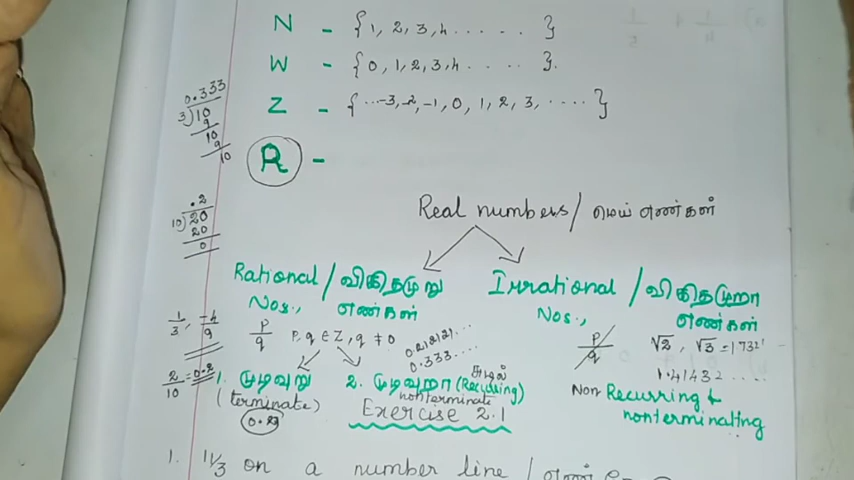 N - {1, 2, 3, 4 ..... }
W - {0, 1, 2, 3, 4 ..... }.
Z - {...-3, -2, -1, 0, 1, 2, 3, .... }
R -
0.333
3)10
9
10
9
10
.2
10)20
20
0
Real numbers / மெய் எண்கள்
Rational / விகிதமுறு
Nos., எண்கள்
p/q p, q ∈ Z, q ≠ 0
1/3, -4/9
2/10 = 0.2
0.2121...
0.333....
1. முடிவுறு
(terminate)
2. முடிவுறா (Recurring)
சுழல்
nonterminate
Irrational / விகிதமுறா
Nos., எண்கள்
p/q √2, √3 = 1.732
Non Recurring &
nonterminating
Exercise 2.1
1. 11/3 on a number line /